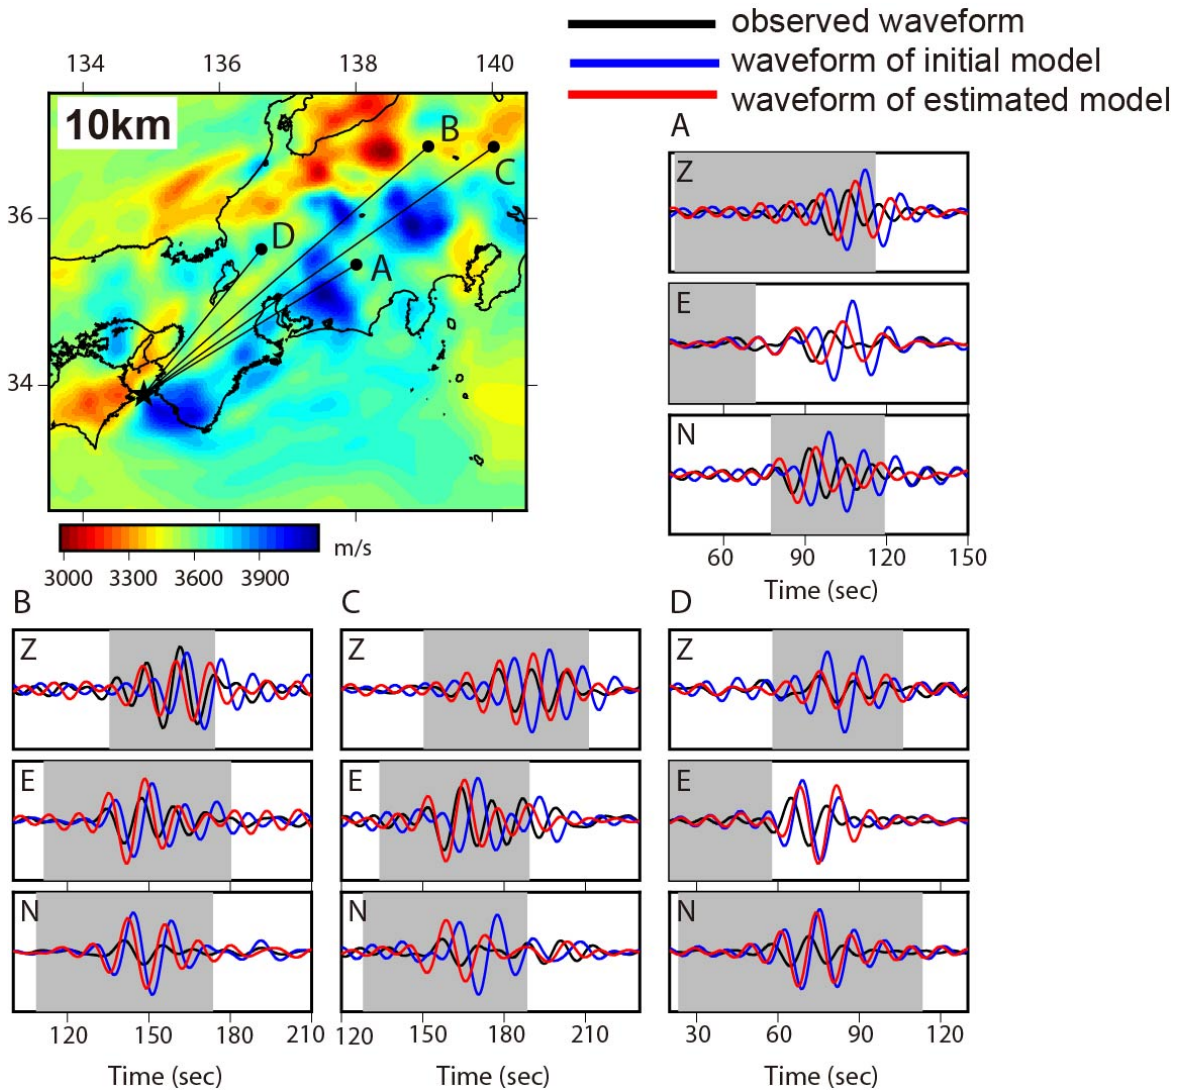 observed waveform
waveform of initial model
waveform of estimated model
134 136 138 140
10km
36
34
B
C
D
A
3000 3300 3600 3900 m/s
A
Z
E
N
60 90 120 150
Time (sec)
B
Z
E
N
120 150 180 210
Time (sec)
C
Z
E
N
120 150 180 210
Time (sec)
D
Z
E
N
30 60 90 120
Time (sec)